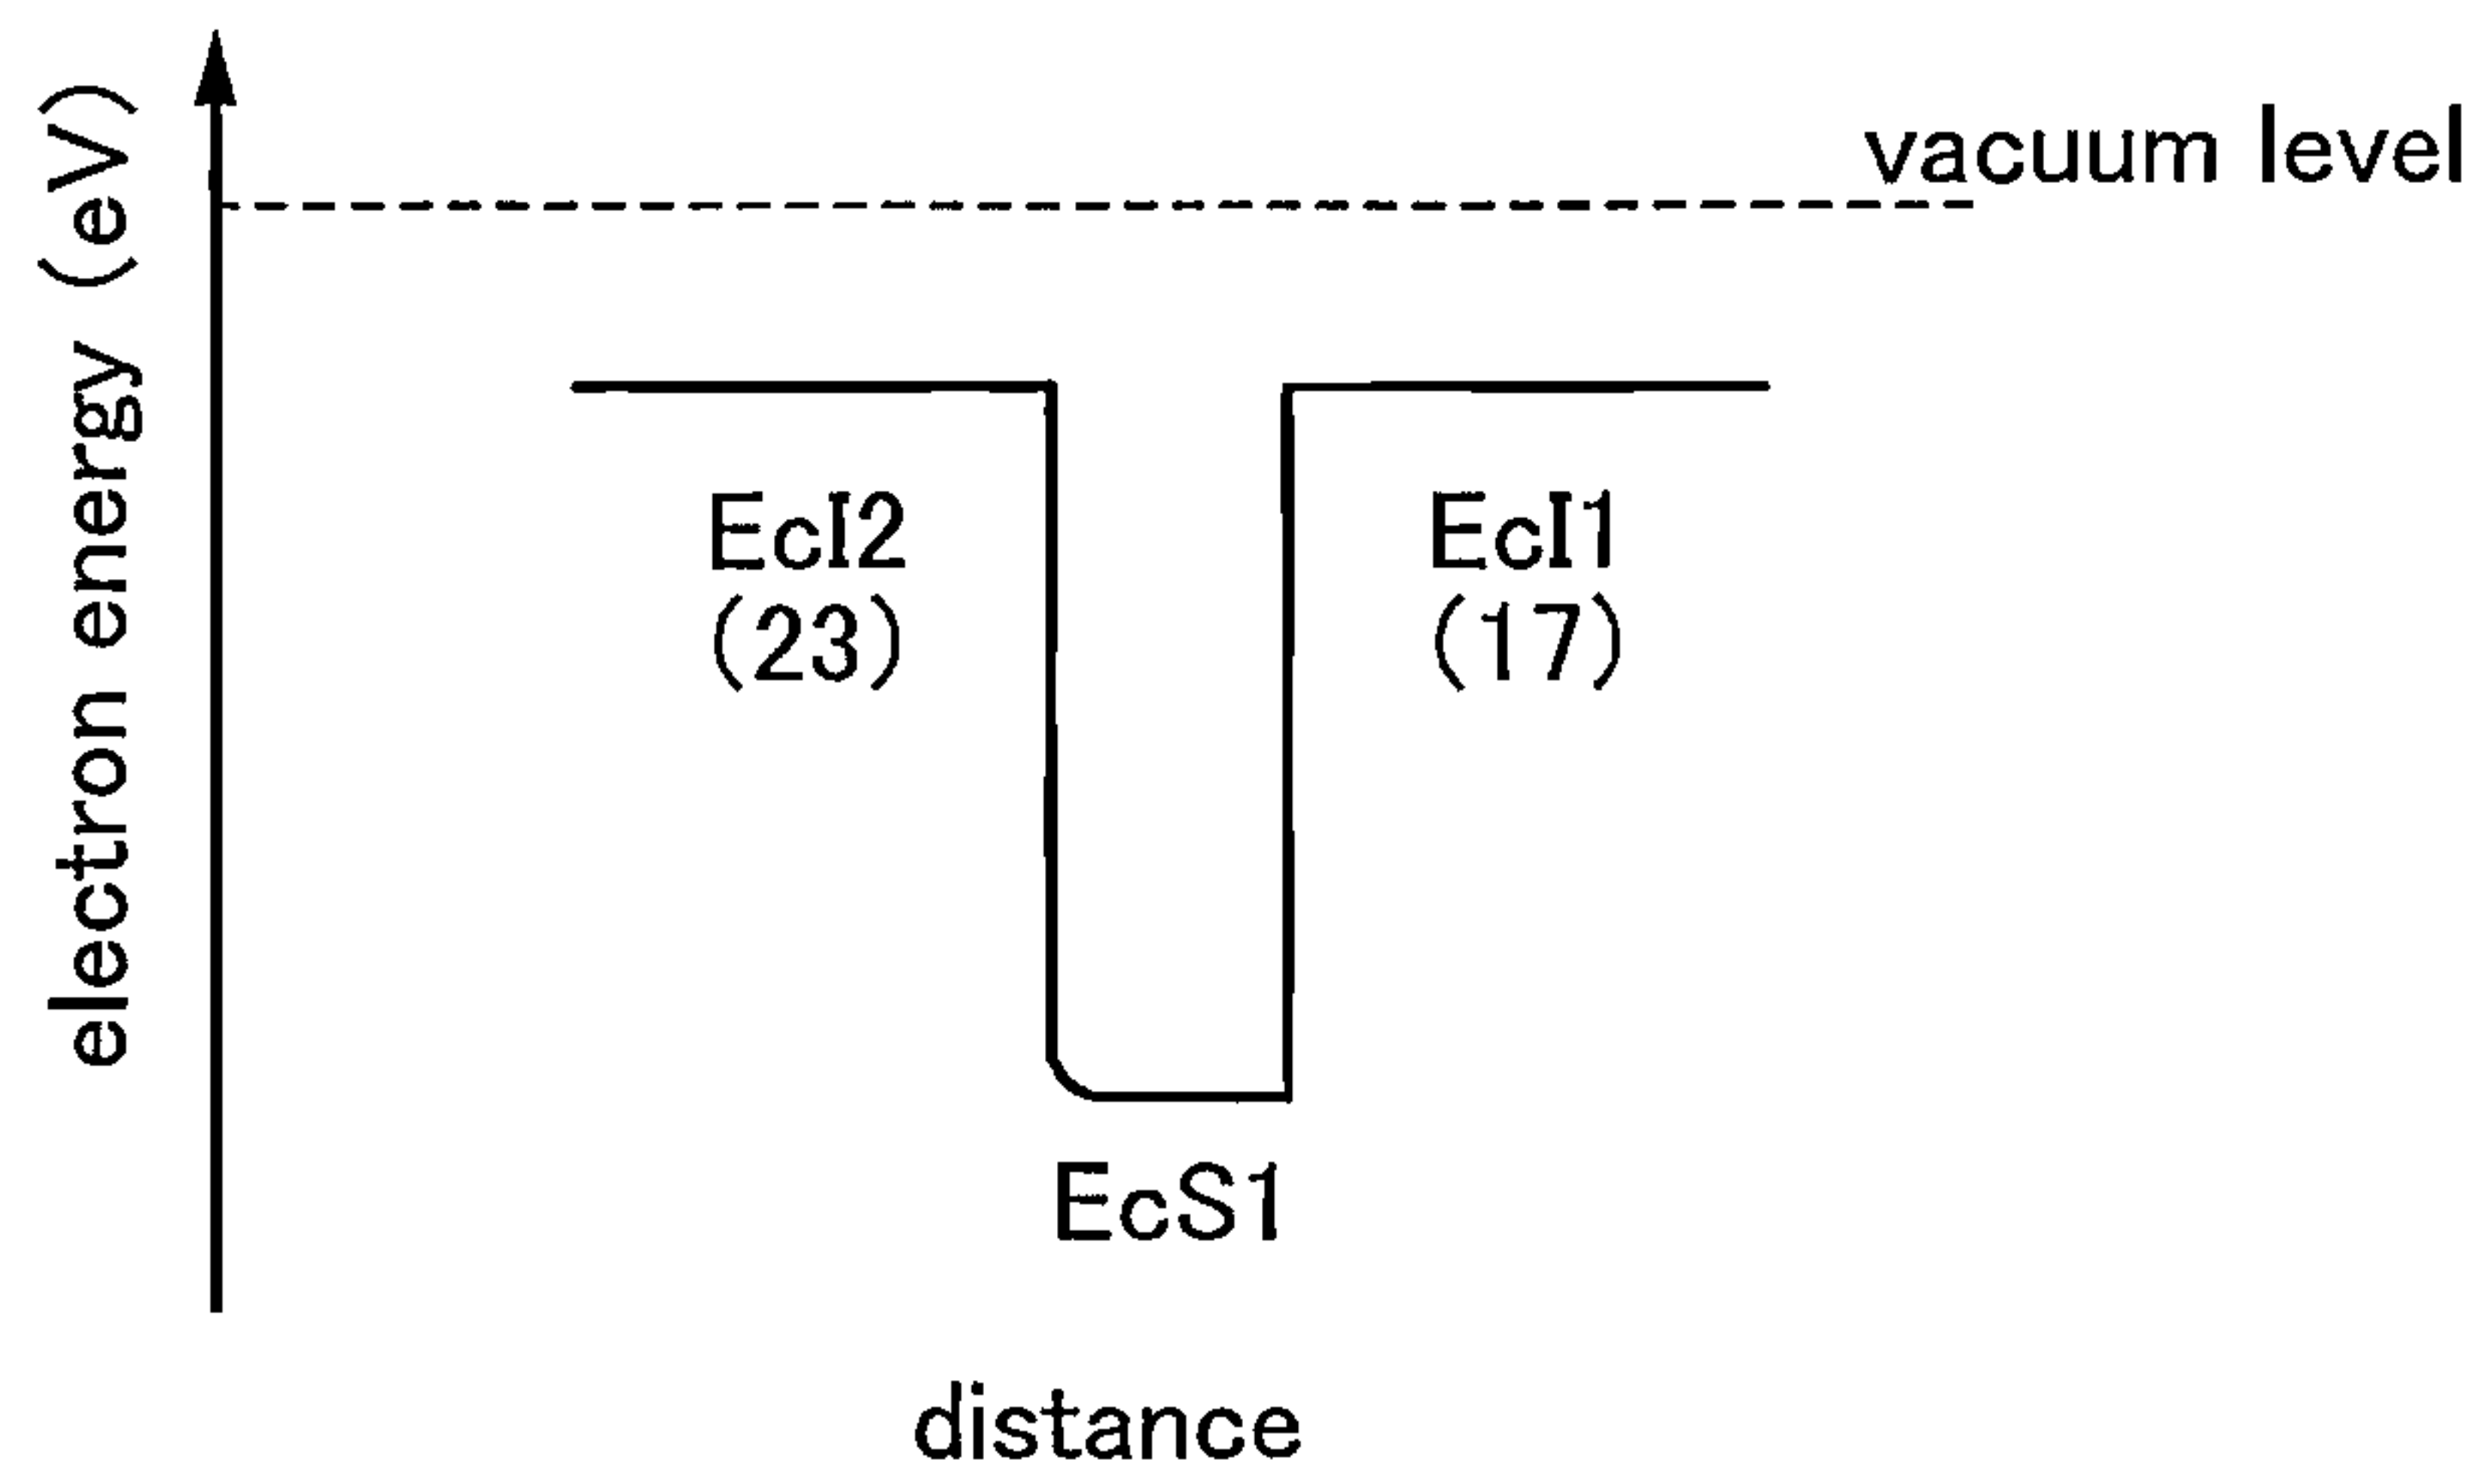 electron energy (eV)
vacuum level
EcI2
(23)
EcI1
(17)
EcS1
distance